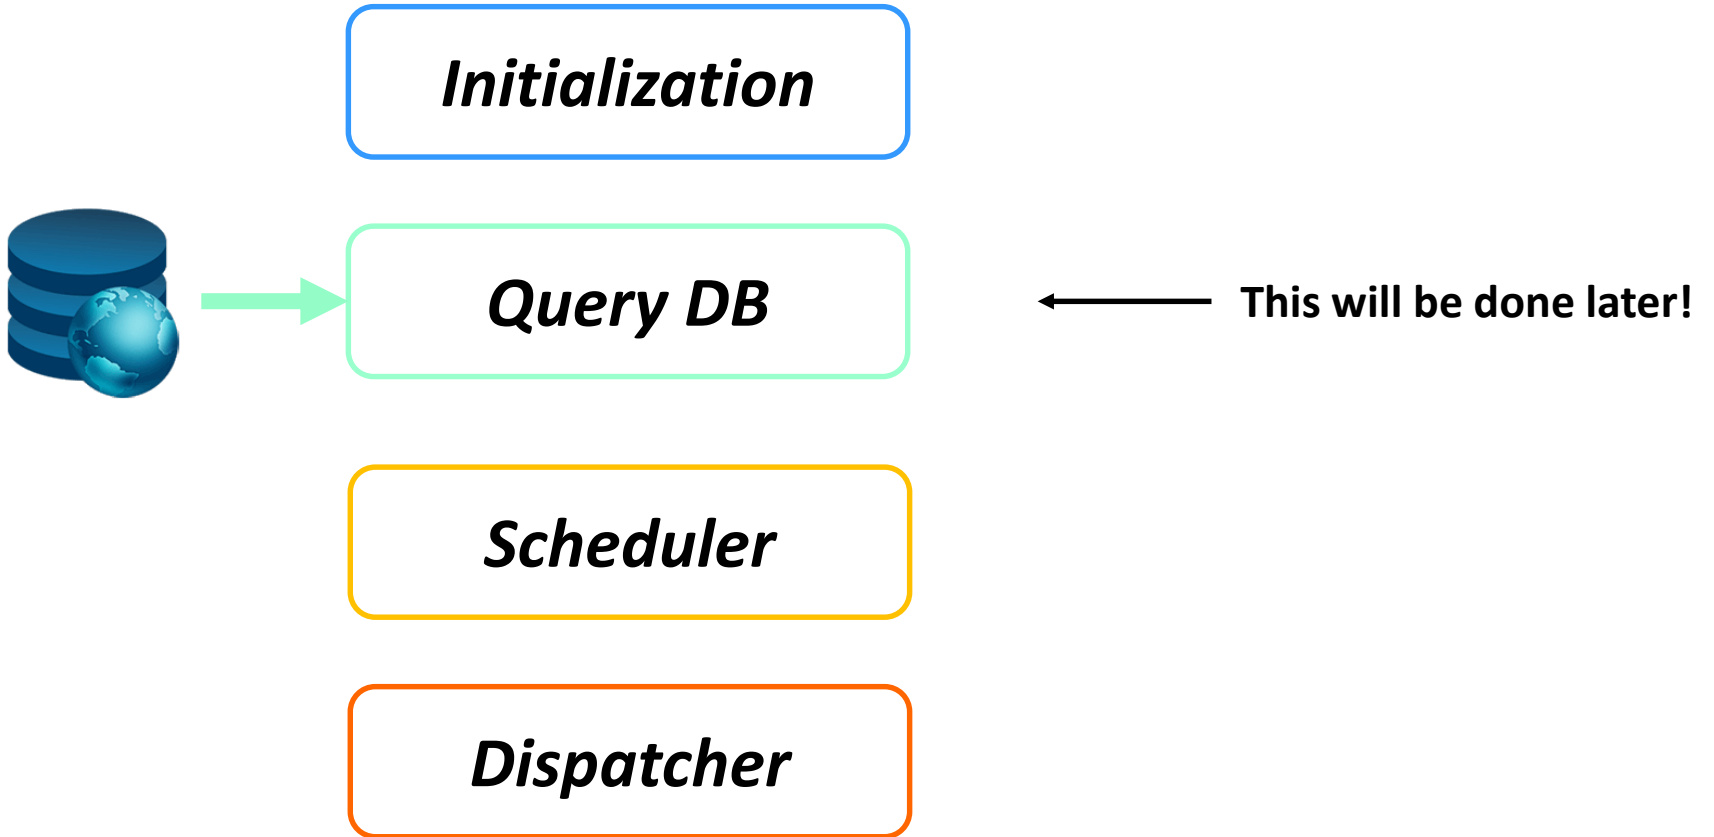 Initialization
Query DB
This will be done later!
Scheduler
Dispatcher